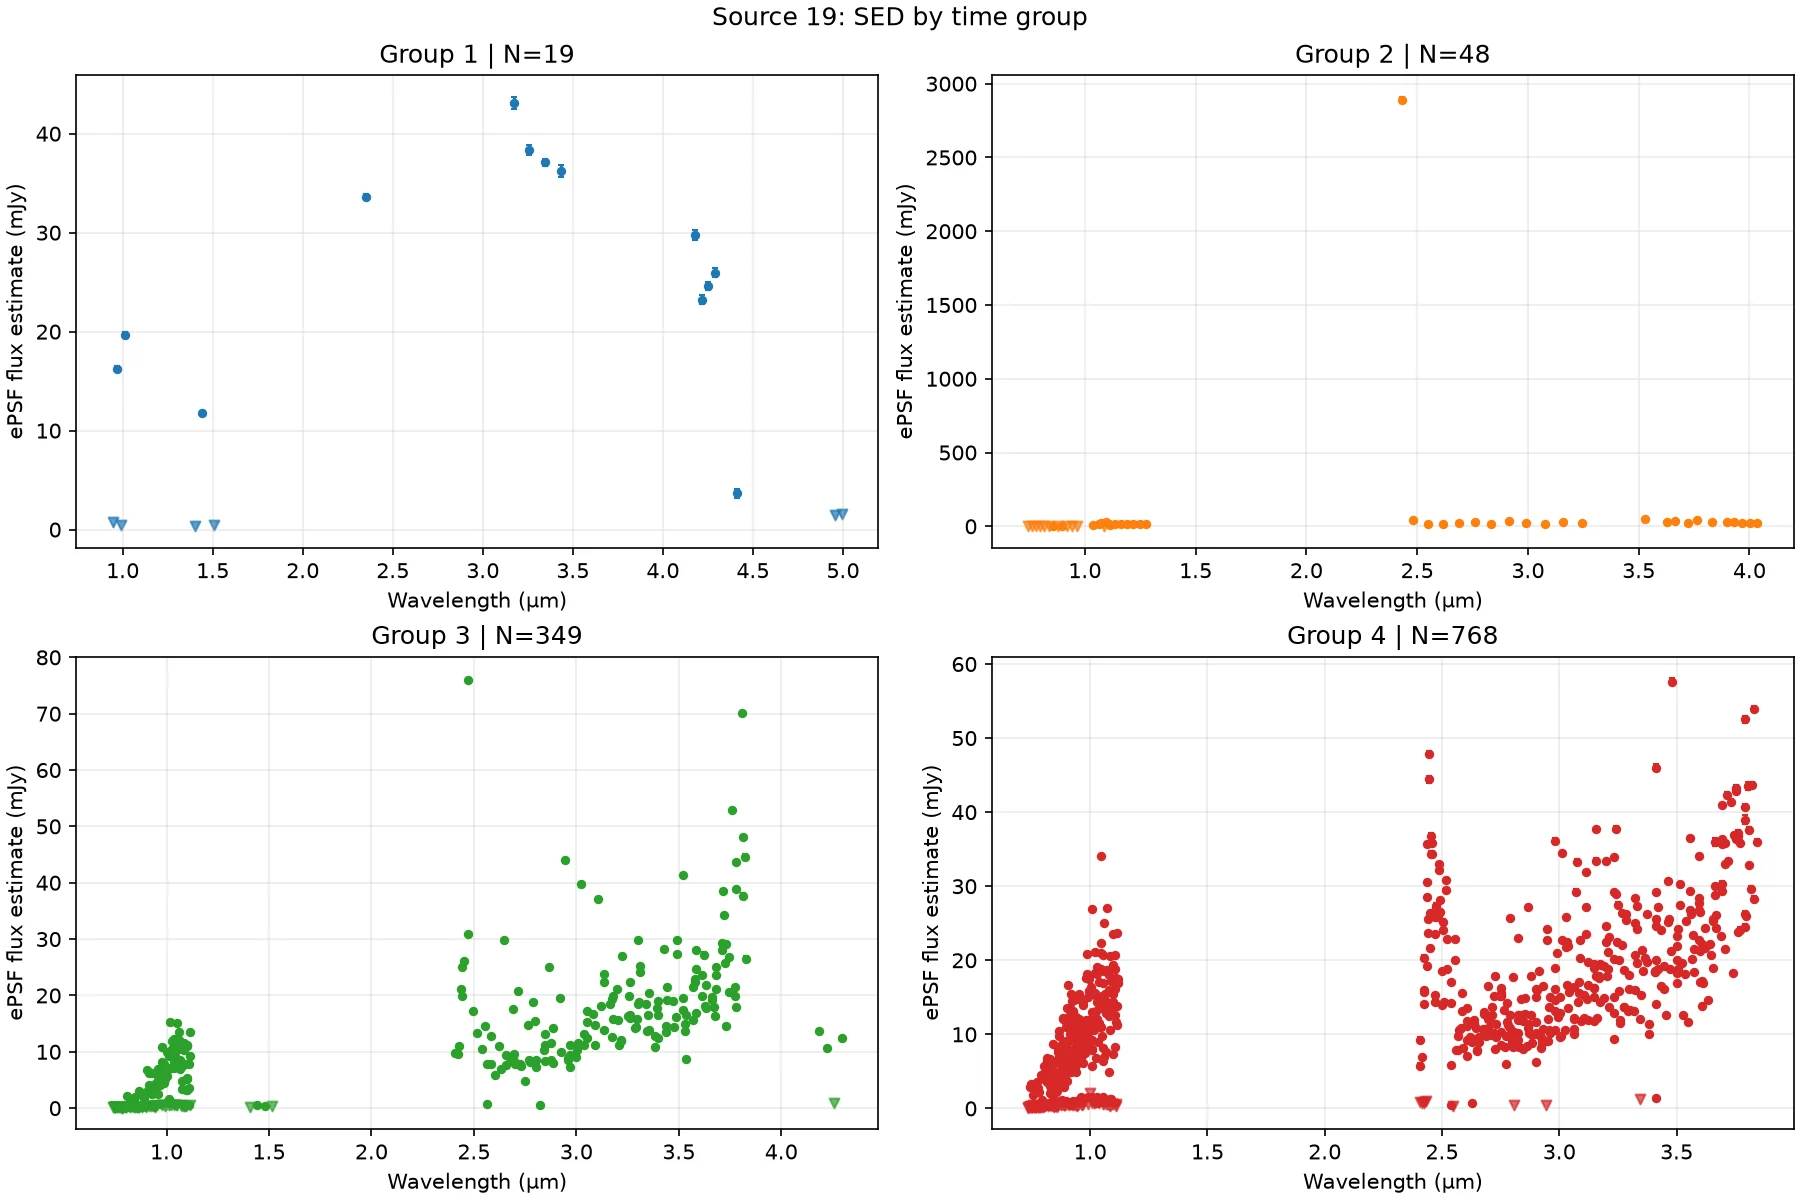 Source 19: SED by time group
Group 1 | N=19
ePSF flux estimate (mJy)
40
30
20
10
0
1.0 1.5 2.0 2.5 3.0 3.5 4.0 4.5 5.0
Wavelength (µm)
Group 2 | N=48
ePSF flux estimate (mJy)
3000
2500
2000
1500
1000
500
0
1.0 1.5 2.0 2.5 3.0 3.5 4.0
Wavelength (µm)
Group 3 | N=349
ePSF flux estimate (mJy)
80
70
60
50
40
30
20
10
0
1.0 1.5 2.0 2.5 3.0 3.5 4.0
Wavelength (µm)
Group 4 | N=768
ePSF flux estimate (mJy)
60
50
40
30
20
10
0
1.0 1.5 2.0 2.5 3.0 3.5
Wavelength (µm)